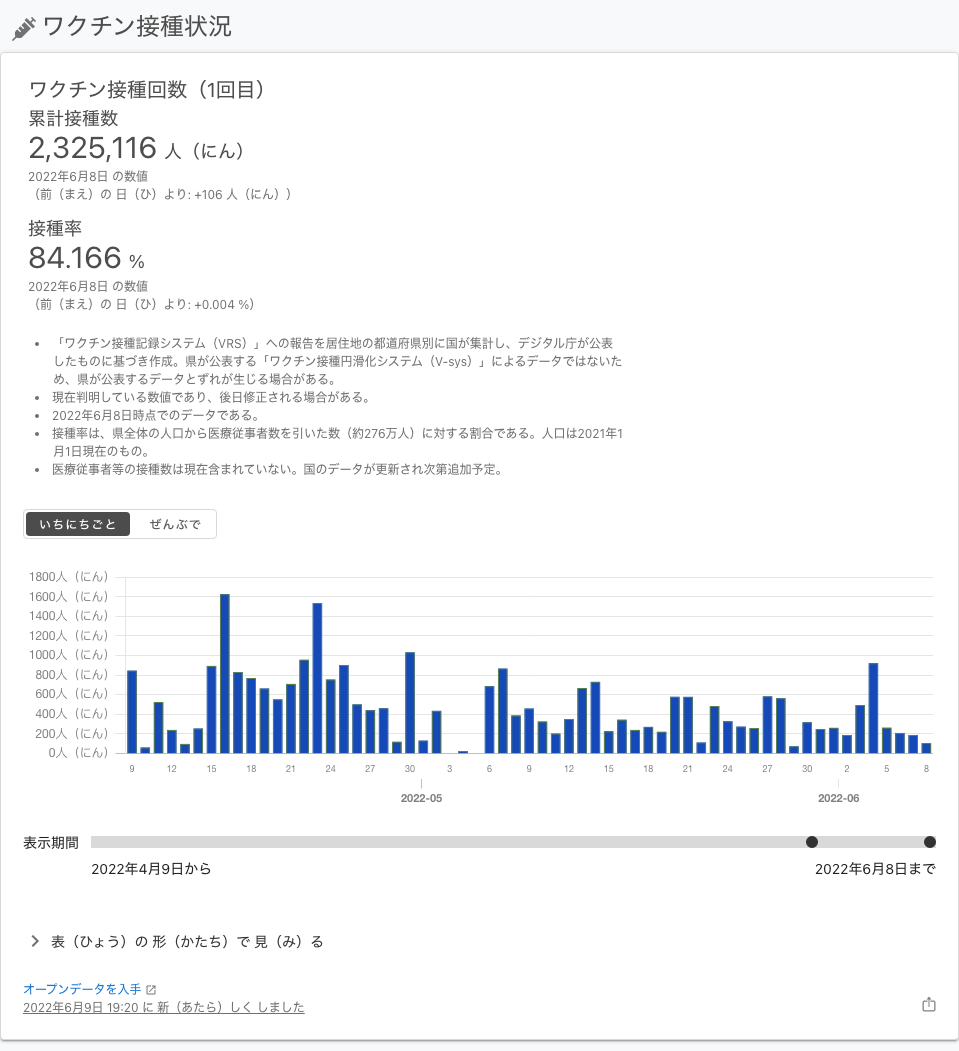 ワクチン接種状況
ワクチン接種回数（1回目）
累計接種数
2,325,116 人（にん）
2022年6月8日 の数値
（前（まえ）の 日（ひ）より: +106 人（にん））
接種率
84.166 %
2022年6月8日 の数値
（前（まえ）の 日（ひ）より: +0.004 %）
• 「ワクチン接種記録システム（VRS）」への報告を居住地の都道府県別に国が集計し、デジタル庁が公表
したものに基づき作成。県が公表する「ワクチン接種円滑化システム（V-sys）」によるデータではないた
め、県が公表するデータとずれが生じる場合がある。
• 現在判明している数値であり、後日修正される場合がある。
• 2022年6月8日時点でのデータである。
• 接種率は、県全体の人口から医療従事者数を引いた数（約276万人）に対する割合である。人口は2021年1
月1日現在のもの。
• 医療従事者等の接種数は現在含まれていない。国のデータが更新され次第追加予定。
いちにちごと ぜんぶで
1800人（にん）
1600人（にん）
1400人（にん）
1200人（にん）
1000人（にん）
800人（にん）
600人（にん）
400人（にん）
200人（にん）
0人（にん）
9 12 15 18 21 24 27 30 3 6 9 12 15 18 21 24 27 30 2 5 8
2022-05 2022-06
表示期間
2022年4月9日から 2022年6月8日まで
表（ひょう）の 形（かたち）で 見（み）る
オープンデータを入手
2022年6月9日 19:20 に 新（あたら）しく しました